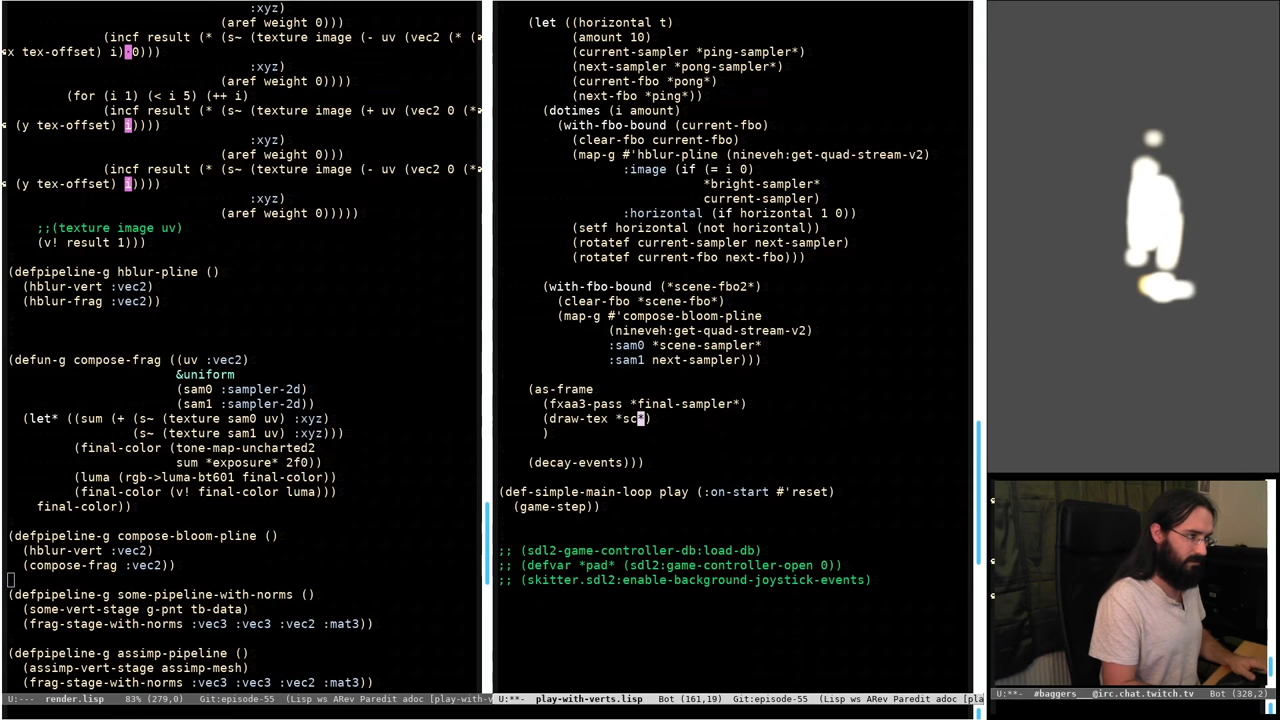 :xyz)
(aref weight 0)))
(incf result (* (s~ (texture image (- uv (vec2 (* (
x tex-offset) i) 0)))
:xyz)
(aref weight 0))))
(for (i 1) (< i 5) (++ i)
(incf result (* (s~ (texture image (+ uv (vec2 0 (*
(y tex-offset) i))))
:xyz)
(aref weight 0)))
(incf result (* (s~ (texture image (- uv (vec2 0 (*
(y tex-offset) i))))
:xyz)
(aref weight 0)))))
;;(texture image uv)
(v! result 1)))
(defpipeline-g hblur-pline ()
(hblur-vert :vec2)
(hblur-frag :vec2))
(defun-g compose-frag ((uv :vec2)
&uniform
(sam0 :sampler-2d)
(sam1 :sampler-2d))
(let* ((sum (+ (s~ (texture sam0 uv) :xyz)
(s~ (texture sam1 uv) :xyz)))
(final-color (tone-map-uncharted2
sum *exposure* 2f0))
(luma (rgb->luma-bt601 final-color))
(final-color (v! final-color luma)))
final-color))
(defpipeline-g compose-bloom-pline ()
(hblur-vert :vec2)
(compose-frag :vec2))
(defpipeline-g some-pipeline-with-norms ()
(some-vert-stage g-pnt tb-data)
(frag-stage-with-norms :vec3 :vec3 :vec2 :mat3))
(defpipeline-g assimp-pipeline ()
(assimp-vert-stage assimp-mesh)
(frag-stage-with-norms :vec3 :vec3 :vec2 :mat3))
U:--- render.lisp 83% (279,0) Git:episode-55 (Lisp ws ARev Paredit adoc [play-with-v
(let ((horizontal t)
(amount 10)
(current-sampler *ping-sampler*)
(next-sampler *pong-sampler*)
(current-fbo *pong*)
(next-fbo *ping*))
(dotimes (i amount)
(with-fbo-bound (current-fbo)
(clear-fbo current-fbo)
(map-g #'hblur-pline (nineveh:get-quad-stream-v2)
:image (if (= i 0)
*bright-sampler*
current-sampler)
:horizontal (if horizontal 1 0))
(setf horizontal (not horizontal))
(rotatef current-sampler next-sampler)
(rotatef current-fbo next-fbo)))
(with-fbo-bound (*scene-fbo2*)
(clear-fbo *scene-fbo*)
(map-g #'compose-bloom-pline
(nineveh:get-quad-stream-v2)
:sam0 *scene-sampler*
:sam1 next-sampler)))
(as-frame
(fxaa3-pass *final-sampler*)
(draw-tex *sc*)
)
(decay-events)))
(def-simple-main-loop play (:on-start #'reset)
(game-step))
;; (sdl2-game-controller-db:load-db)
;; (defvar *pad* (sdl2:game-controller-open 0))
;; (skitter.sdl2:enable-background-joystick-events)
U:**- play-with-verts.lisp Bot (161,19) Git:episode-55 (Lisp ws ARev Paredit adoc [pla
U:**- #baggers___@irc.chat.twitch.tv Bot (328,2)